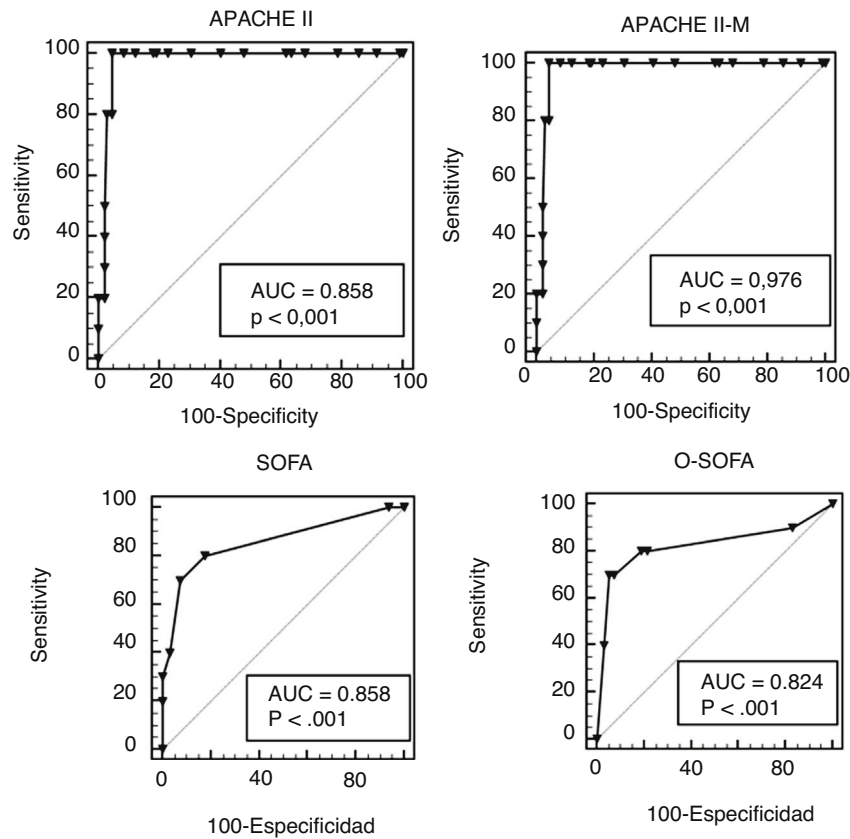 APACHE II
100
80
60
40
20
0
Sensitivity
0 20 40 60 80 100
100-Specificity
AUC = 0.858
p < 0,001
APACHE II-M
100
80
60
40
20
0
Sensitivity
20 40 60 80 100
100-Specificity
AUC = 0,976
p < 0,001
SOFA
100
80
60
40
20
0
Sensitivity
0 40 80
100-Especificidad
AUC = 0.858
P < .001
O-SOFA
100
80
60
40
20
0
Sensitivity
0 40 80
100-Especificidad
AUC = 0.824
P < .001